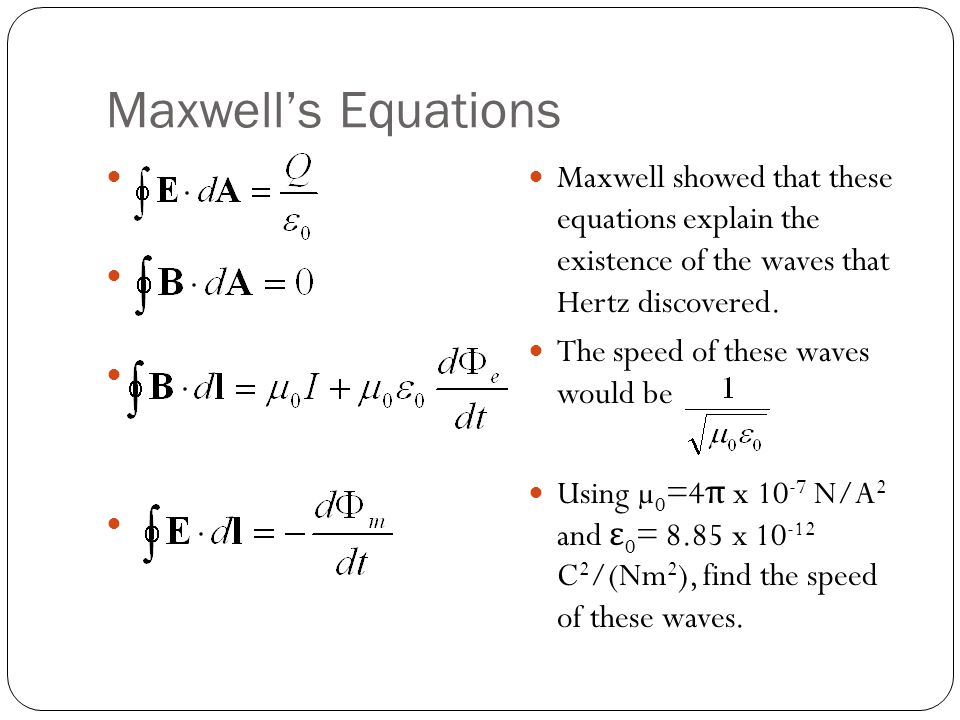 Maxwell’s Equations
• ∮ E · dA = Q/ε₀
• ∮ B · dA = 0
• ∮ B · dl = μ₀I + μ₀ε₀ dΦₑ/dt
• ∮ E · dl = − dΦₘ/dt
• Maxwell showed that these
equations explain the
existence of the waves that
Hertz discovered.
• The speed of these waves
would be 1/√(μ₀ε₀)
• Using μ₀=4π x 10⁻⁷ N/A²
and ε₀= 8.85 x 10⁻¹²
C²/(Nm²), find the speed
of these waves.